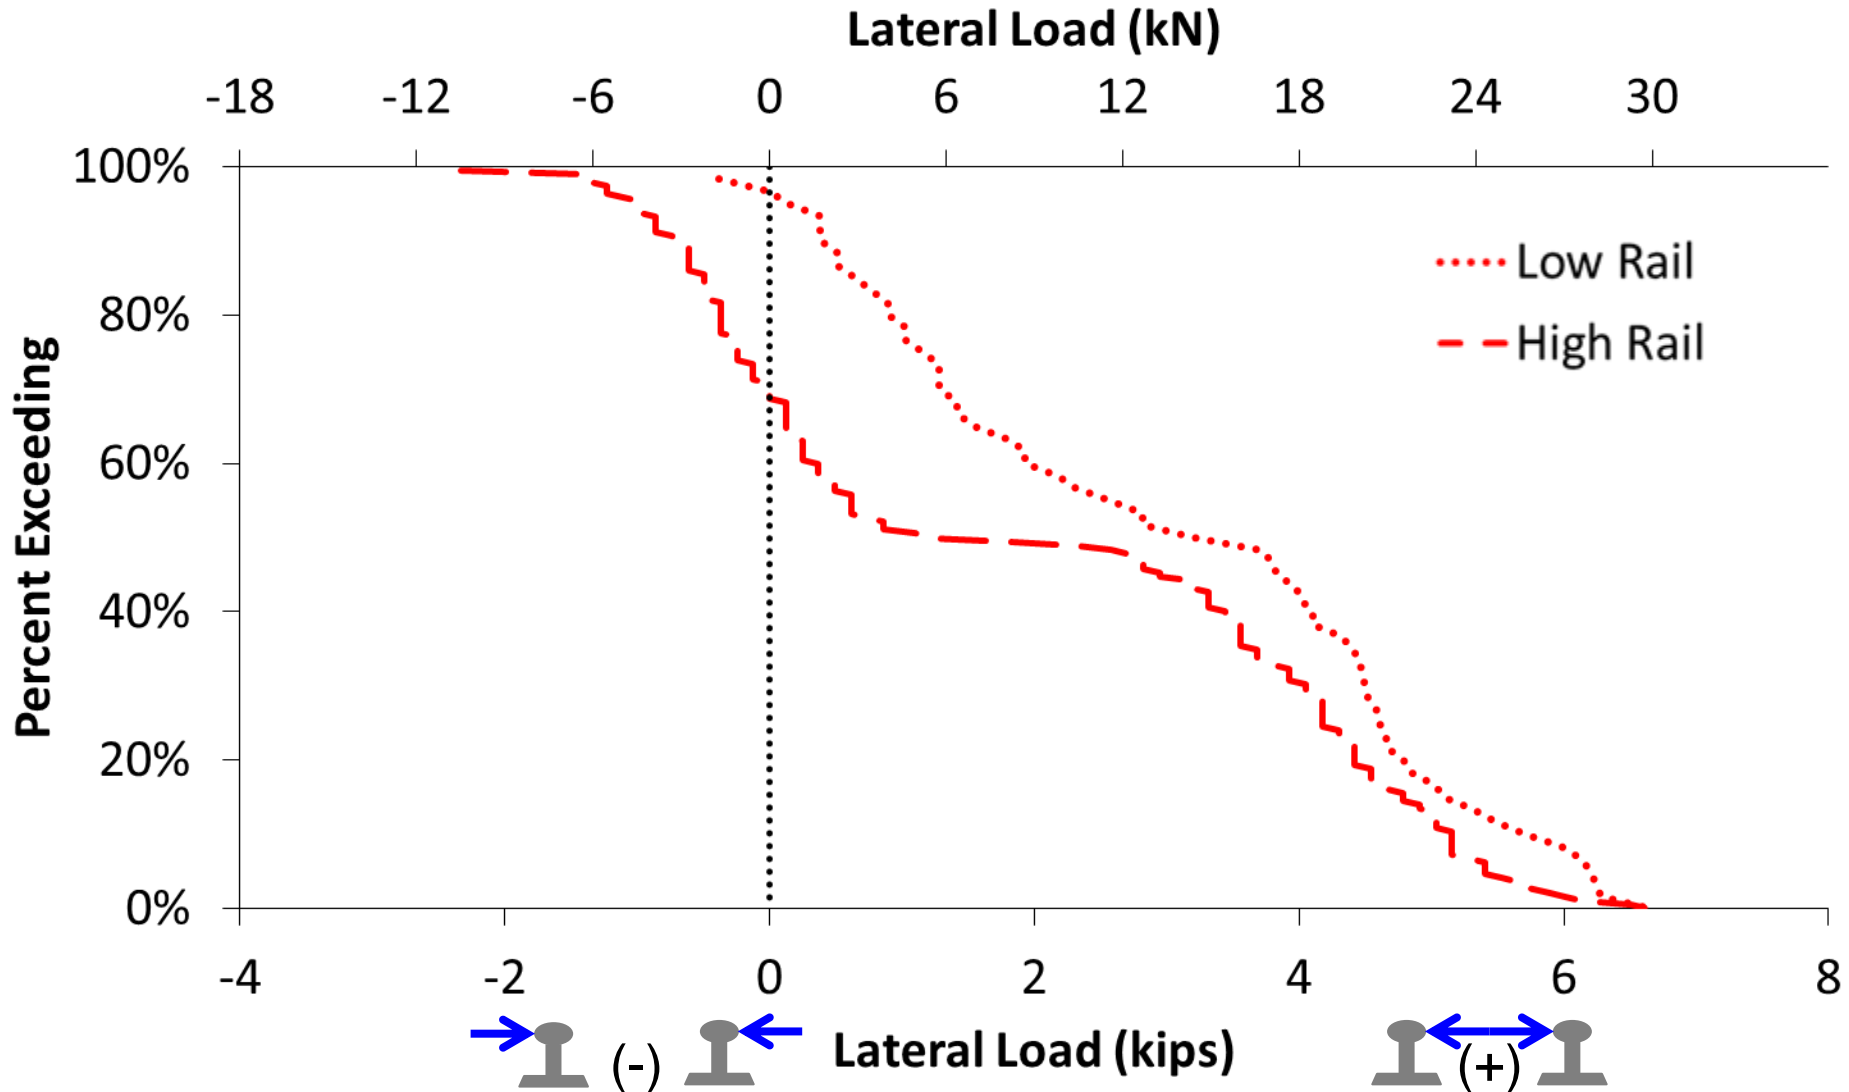 Lateral Load (kN)
-18 -12 -6 0 6 12 18 24 30
100%
80%
60%
40%
20%
0%
Percent Exceeding
Low Rail
High Rail
-4 -2 0 2 4 6 8
(-) Lateral Load (kips) (+)